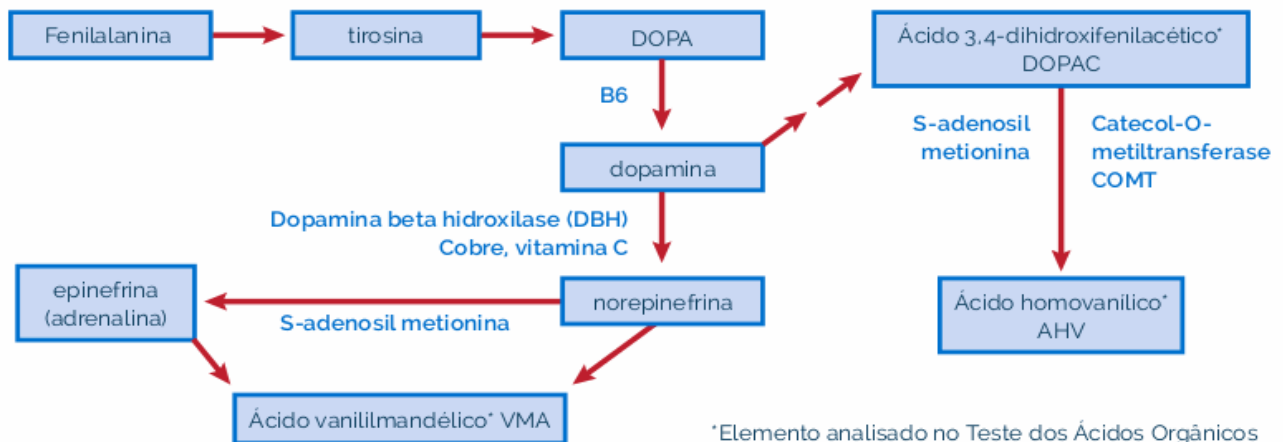 Fenilalanina
tirosina
DOPA
Ácido 3,4-dihidroxifenilacético*
DOPAC
B6
S-adenosil
metionina
Catecol-O-
metiltransferase
COMT
dopamina
Dopamina beta hidroxilase (DBH)
Cobre, vitamina C
epinefrina
(adrenalina)
S-adenosil metionina
norepinefrina
Ácido homovanílico*
AHV
Ácido vanililmandélico* VMA
*Elemento analisado no Teste dos Ácidos Orgânicos